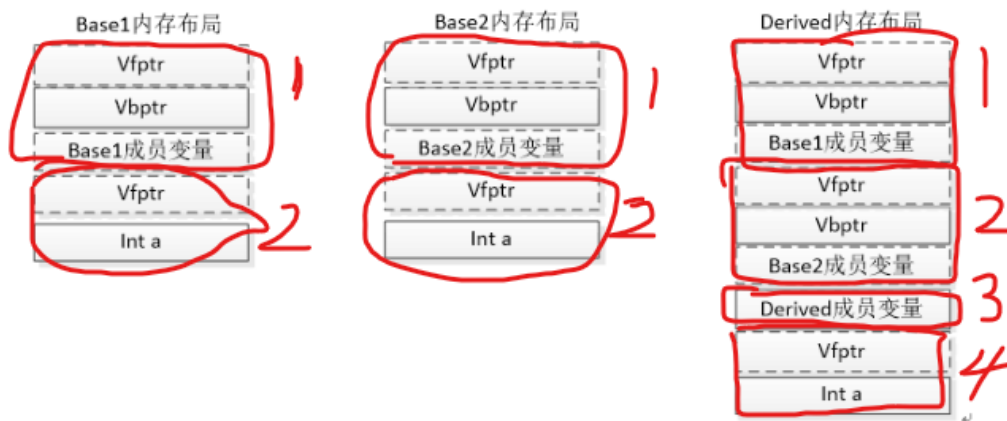 Base1内存布局
Vfptr
Vbptr
Base1成员变量
1
Vfptr
Int a
2
Base2内存布局
Vfptr
Vbptr
Base2成员变量
1
Vfptr
Int a
2
Derived内存布局
Vfptr
Vbptr
Base1成员变量
1
Vfptr
Vbptr
Base2成员变量
2
Derived成员变量
3
Vfptr
Int a
4